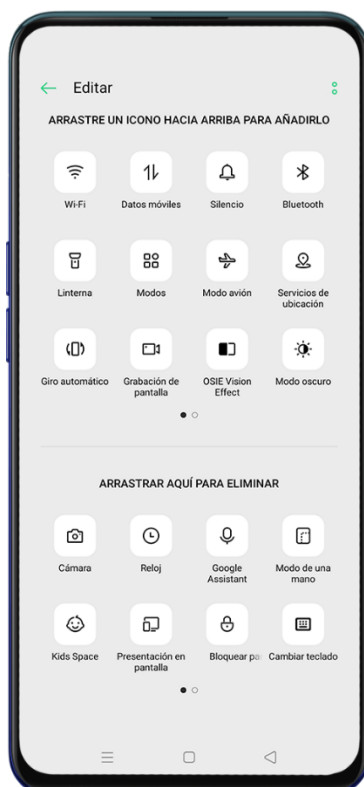 Editar
ARRASTRE UN ICONO HACIA ARRIBA PARA AÑADIRLO
Wi-Fi
Datos móviles
Silencio
Bluetooth
Linterna
Modos
Modo avión
Servicios de
ubicación
Giro automático
Grabación de
pantalla
OSIE Vision
Effect
Modo oscuro
ARRASTRAR AQUÍ PARA ELIMINAR
Cámara
Reloj
Google
Assistant
Modo de una
mano
Kids Space
Presentación en
pantalla
Bloquear pa
Cambiar teclado